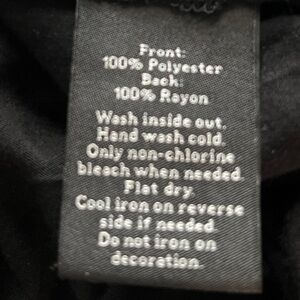 Front:
100% Polyester
Back:
100% Rayon
Wash inside out.
Hand wash cold.
Only non-chlorine
bleach when needed.
Flat dry.
Cool iron on reverse
side if needed.
Do not iron on
decoration.